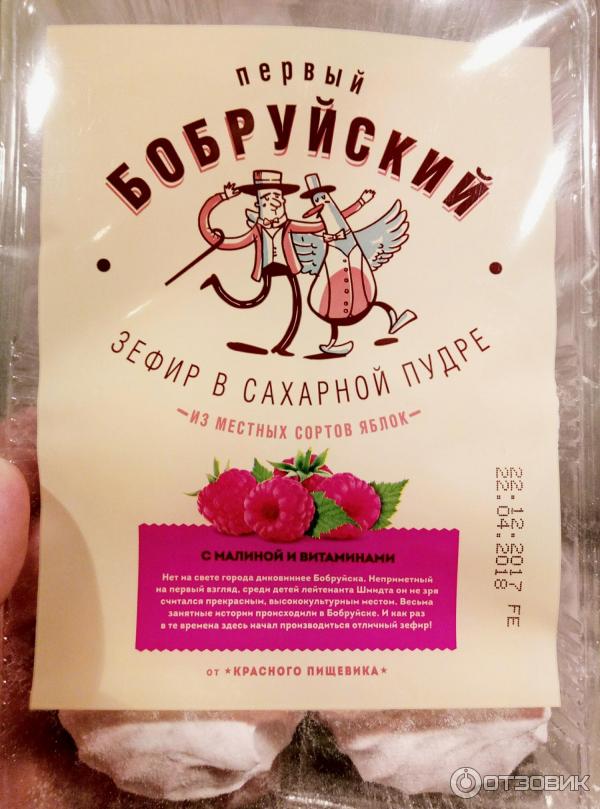 первый
БОБРУЙСКИЙ
ЗЕФИР В САХАРНОЙ ПУДРЕ
ИЗ МЕСТНЫХ СОРТОВ ЯБЛОК
22.12.2017 FE
22.04.2018
С МАЛИНОЙ И ВИТАМИНАМИ
Нет на свете города диковиннее Бобруйска. Неприметный
на первый взгляд, среди детей лейтенанта Шмидта он не зря
считался прекрасным, высококультурным местом. Весьма
занятные истории происходили в Бобруйске. И как раз
в те времена здесь начал производиться отличный зефир!
от *КРАСНОГО ПИЩЕВИКА*
ОТЗОВИК